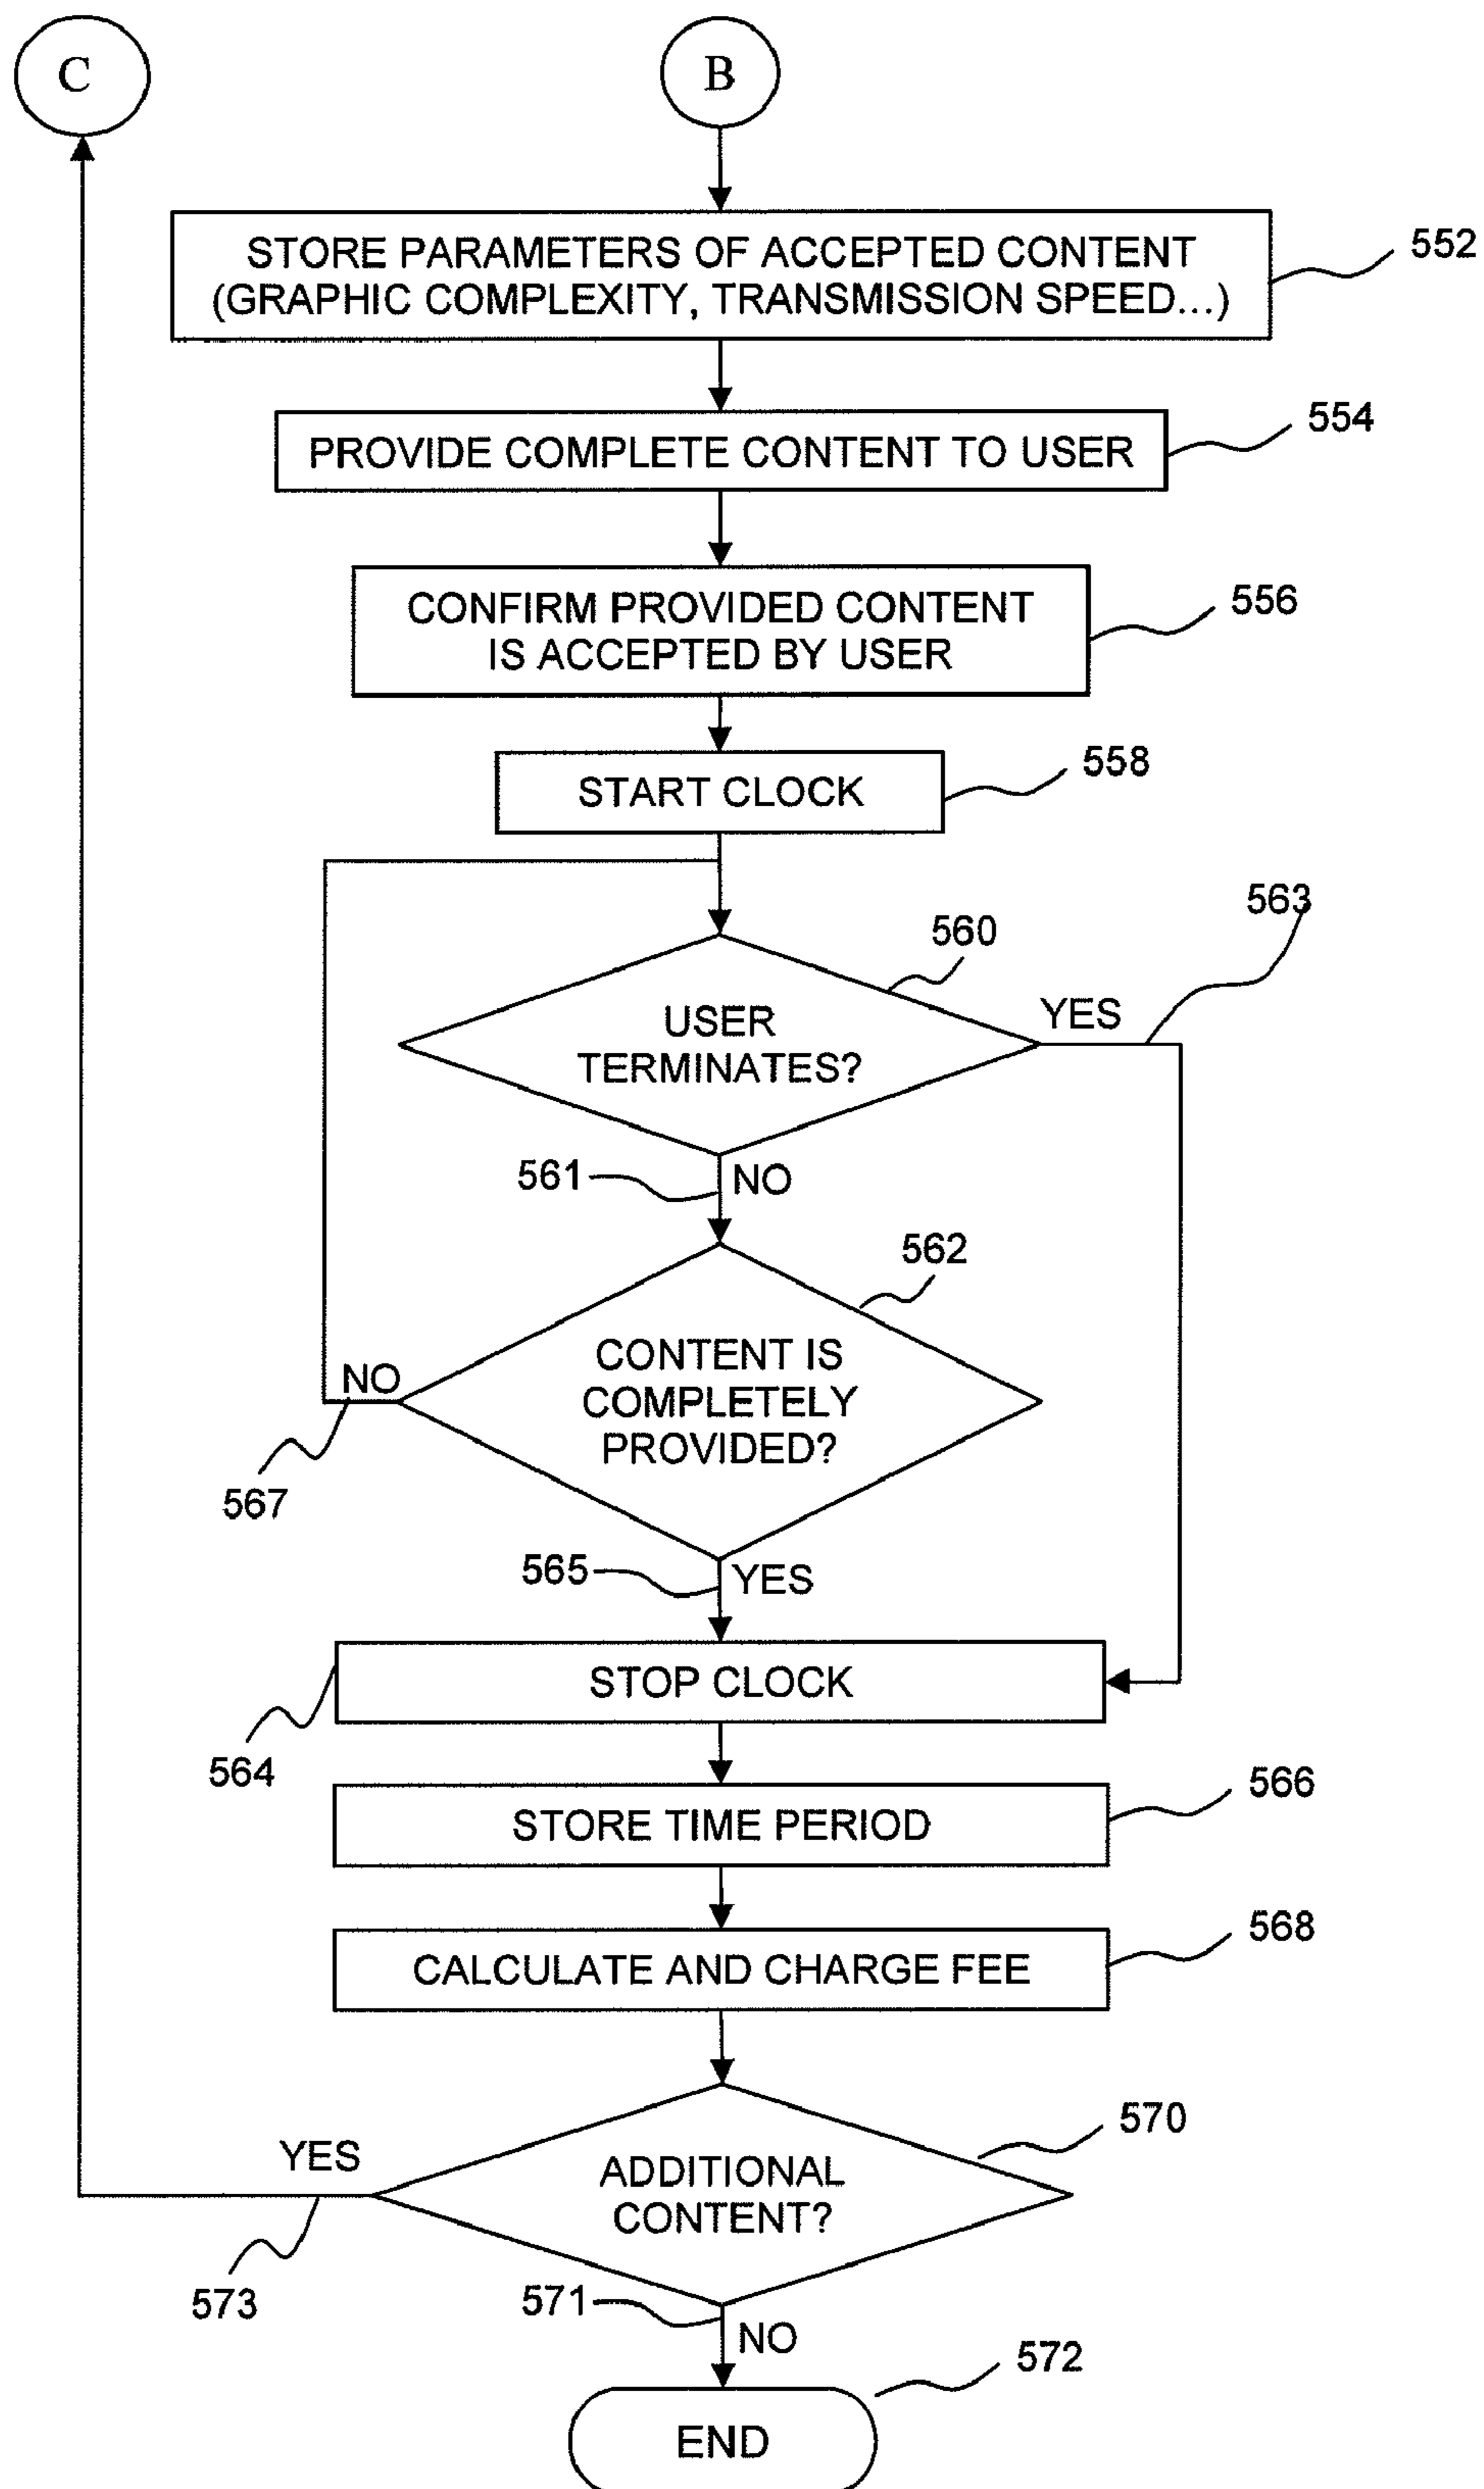 C
B
STORE PARAMETERS OF ACCEPTED CONTENT
(GRAPHIC COMPLEXITY, TRANSMISSION SPEED...)
552
PROVIDE COMPLETE CONTENT TO USER
554
CONFIRM PROVIDED CONTENT
IS ACCEPTED BY USER
556
START CLOCK
558
563
560
USER
TERMINATES?
YES
561
NO
562
CONTENT IS
COMPLETELY
PROVIDED?
NO
567
565
YES
STOP CLOCK
564
STORE TIME PERIOD
566
CALCULATE AND CHARGE FEE
568
570
ADDITIONAL
CONTENT?
YES
573
571
NO
572
END